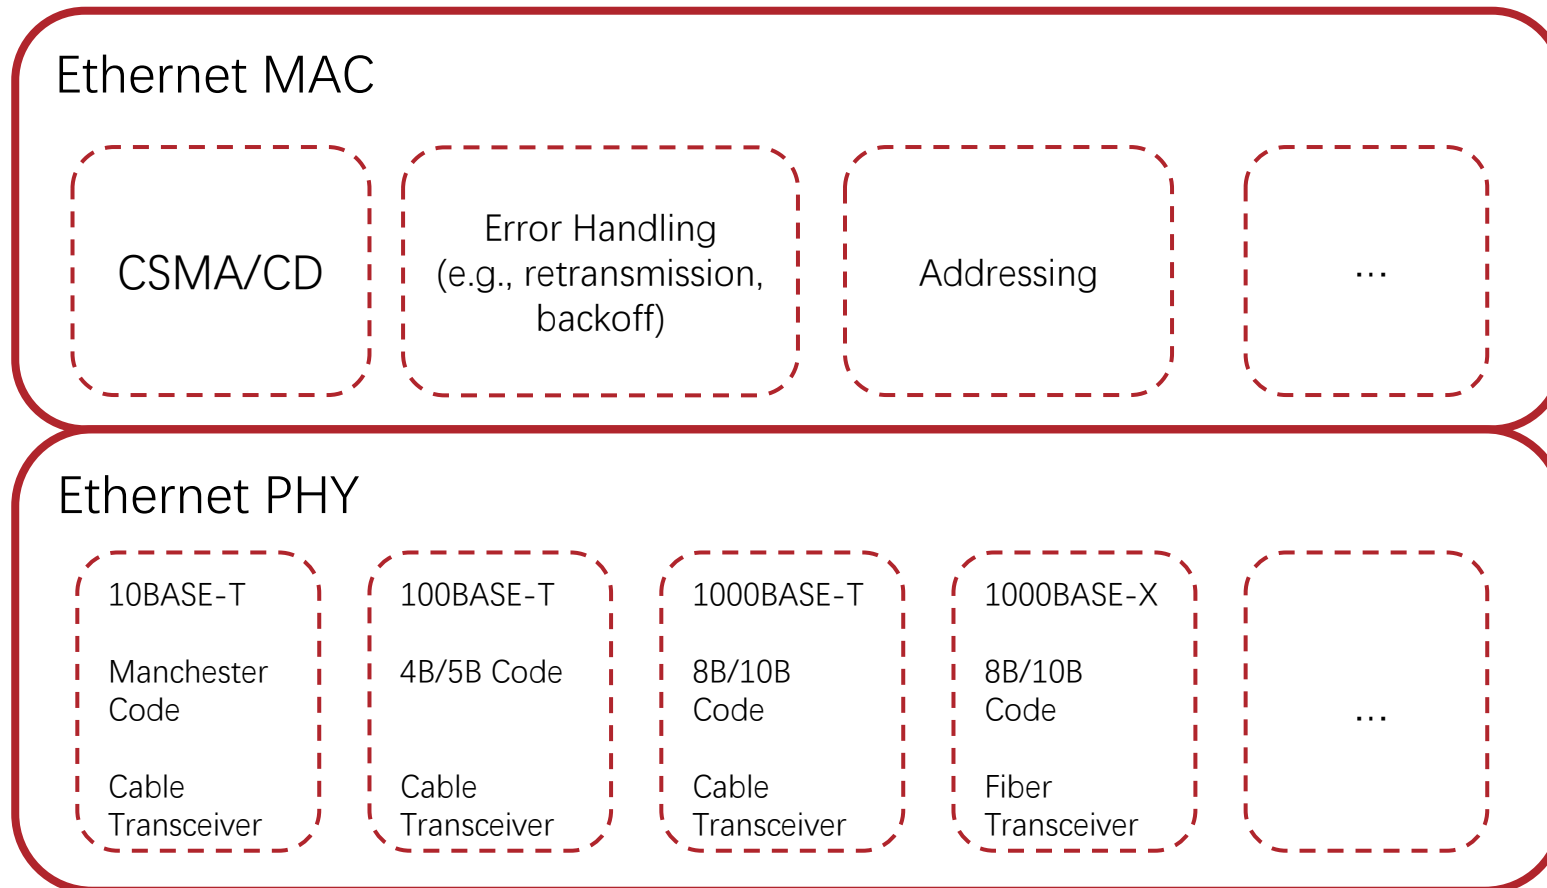 Ethernet MAC
CSMA/CD
Error Handling
(e.g., retransmission,
backoff)
Addressing
...
Ethernet PHY
10BASE-T
Manchester
Code
Cable
Transceiver
100BASE-T
4B/5B Code
Cable
Transceiver
1000BASE-T
8B/10B
Code
Cable
Transceiver
1000BASE-X
8B/10B
Code
Fiber
Transceiver
...